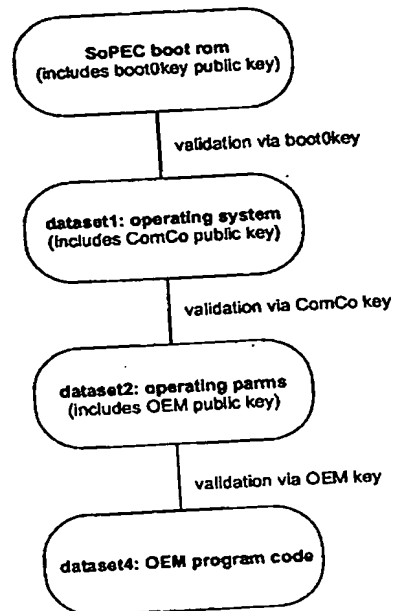 SoPEC boot rom
(includes boot0key public key)
validation via boot0key
dataset1: operating system
(includes ComCo public key)
validation via ComCo key
dataset2: operating parms
(includes OEM public key)
validation via OEM key
dataset4: OEM program code